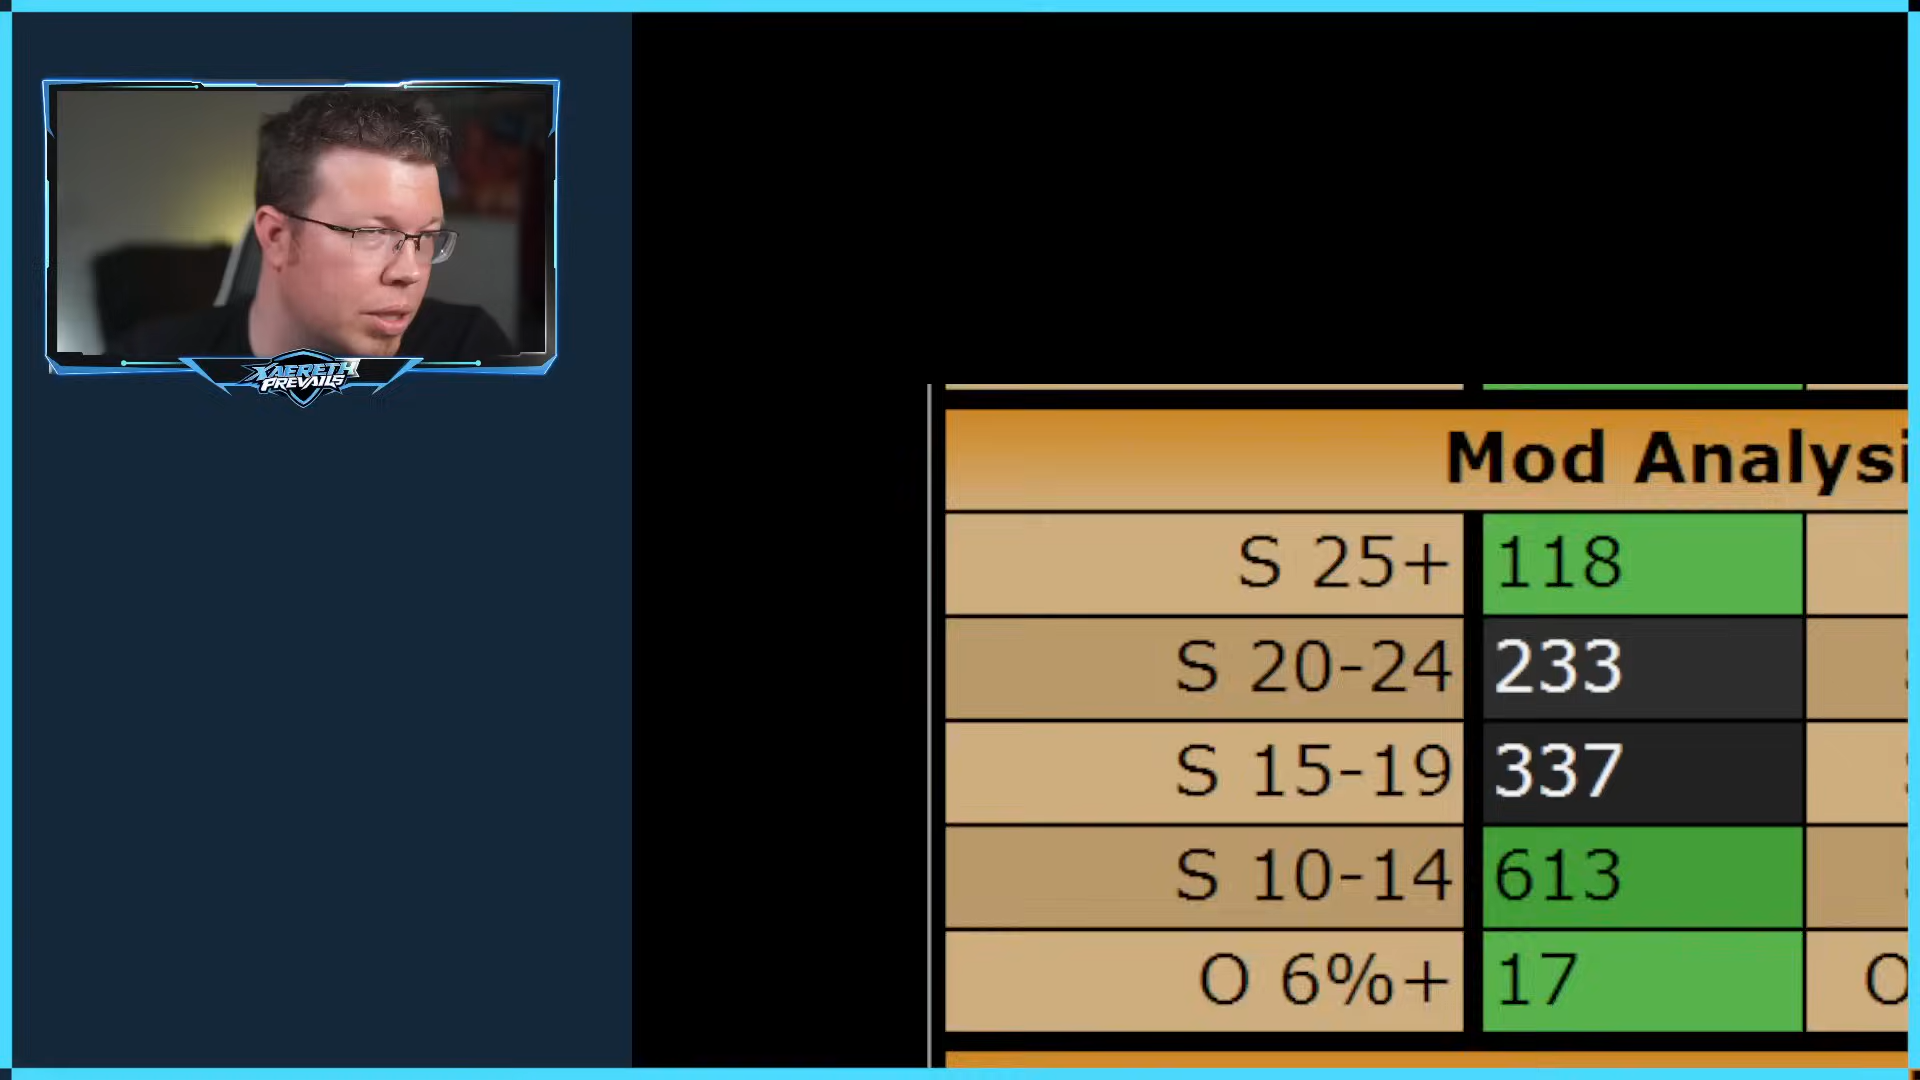 XAERETH
PREVAILS
Mod Analysi
S 25+ 118
S 20-24 233
S 15-19 337
S 10-14 613
O 6%+ 17 O